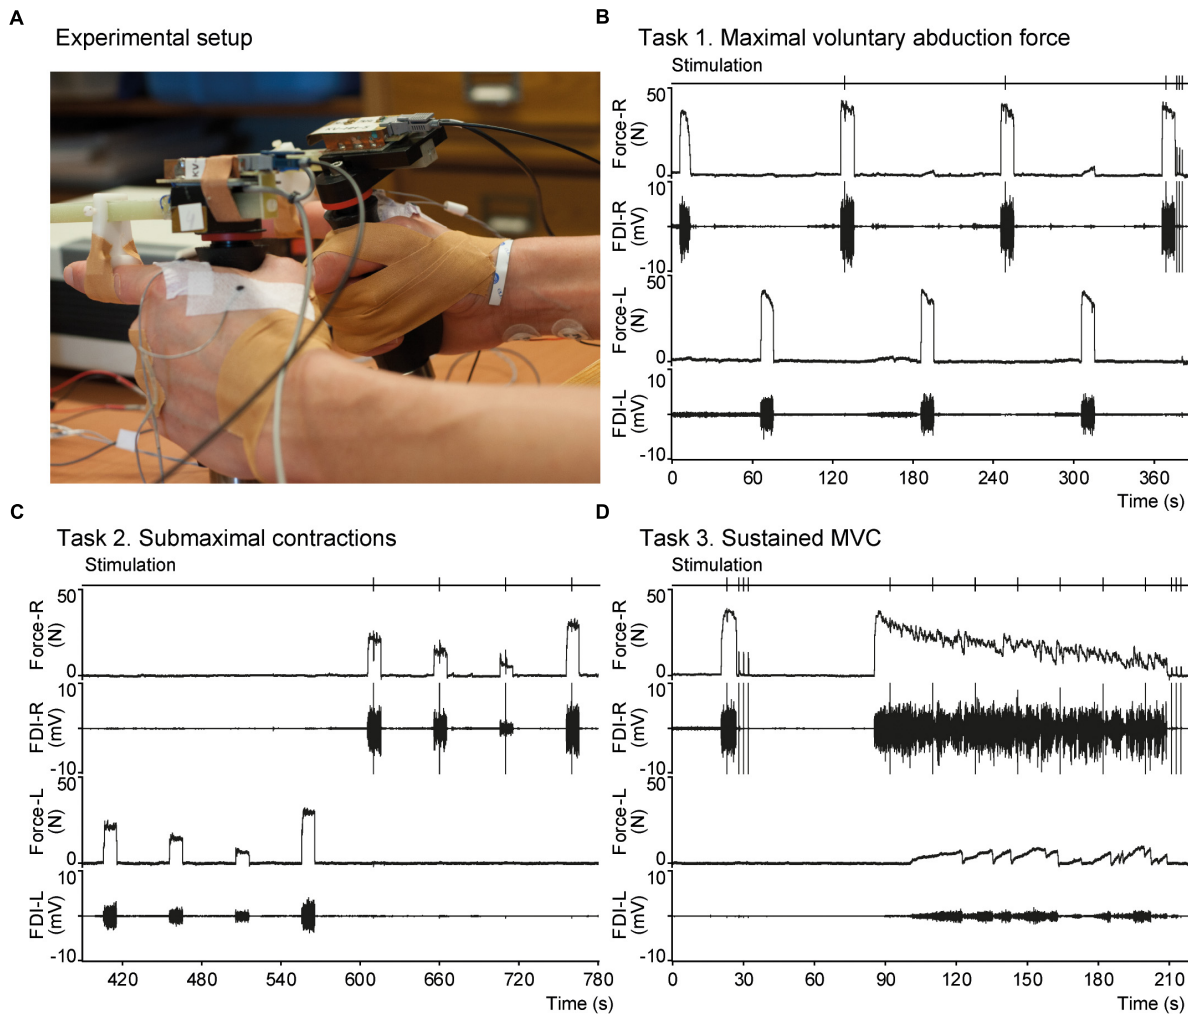 A
Experimental setup
B
Task 1. Maximal voluntary abduction force
Stimulation
50
0
Force-R
(N)
10
-10
FDI-R
(mV)
50
0
Force-L
(N)
10
-10
FDI-L
(mV)
0 60 120 180 240 300 360
Time (s)
C
Task 2. Submaximal contractions
Stimulation
50
0
Force-R
(N)
10
-10
FDI-R
(mV)
50
0
Force-L
(N)
10
-10
FDI-L
(mV)
420 480 540 600 660 720 780
Time (s)
D
Task 3. Sustained MVC
Stimulation
50
0
Force-R
(N)
10
-10
FDI-R
(mV)
50
0
Force-L
(N)
10
-10
FDI-L
(mV)
0 30 60 90 120 150 180 210
Time (s)